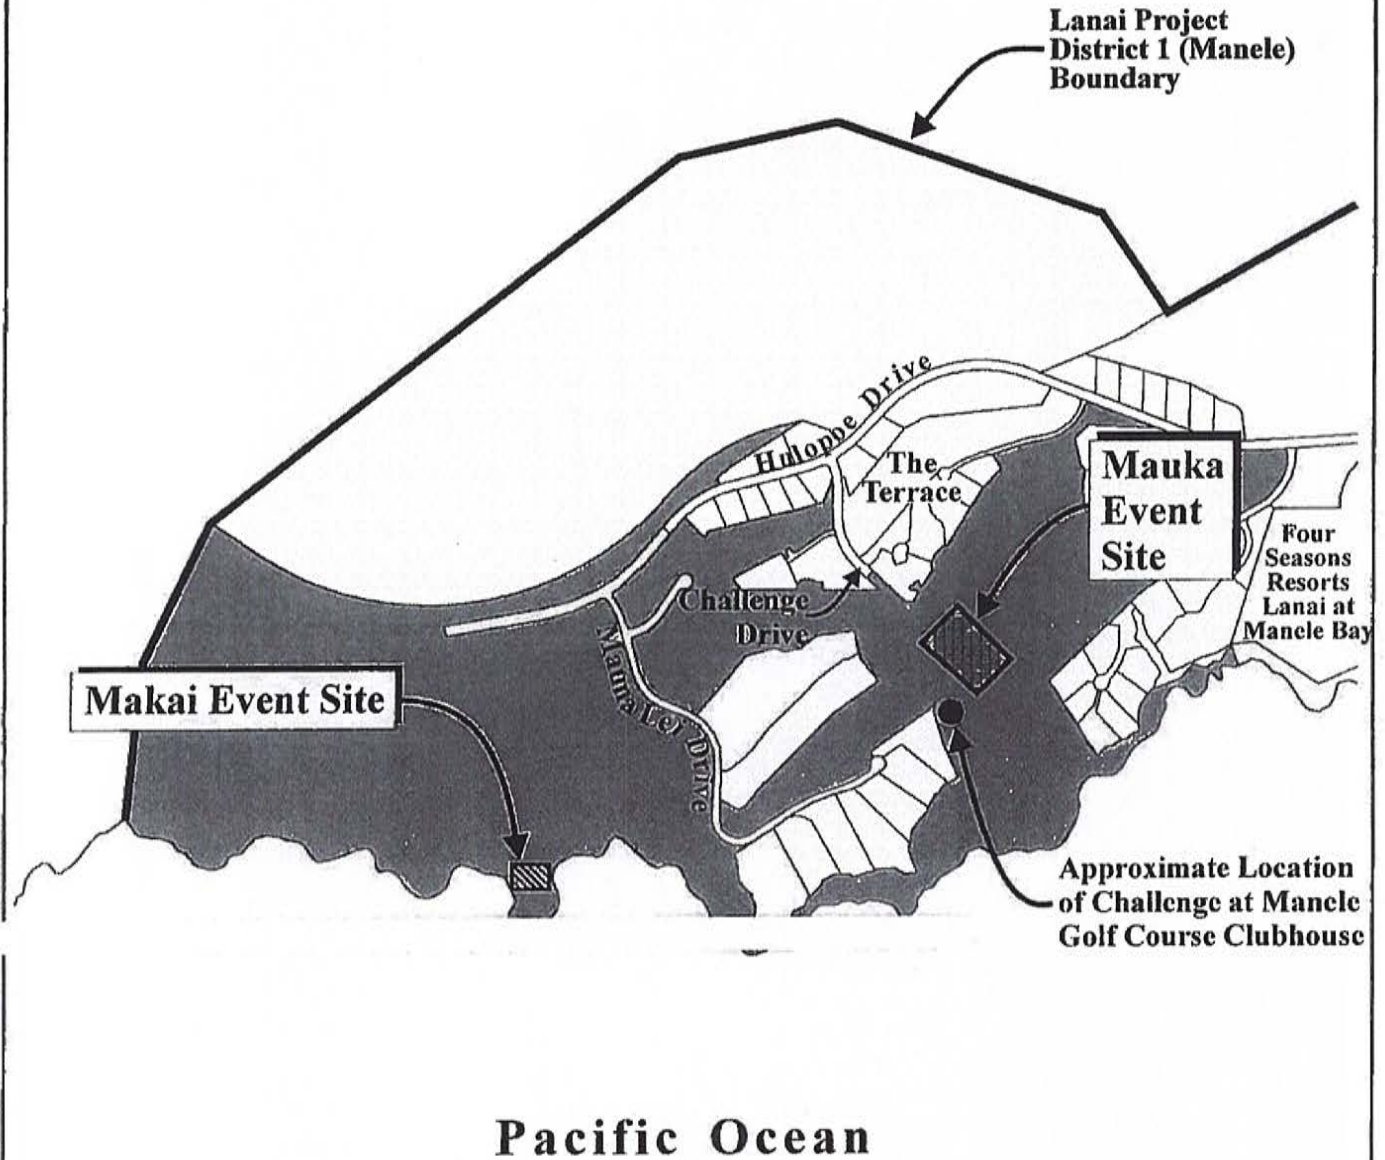 Lanai Project
District 1 (Manele)
Boundary
Hulopoe Drive
The
Terrace
Mauka
Event
Site
Four
Seasons
Resorts
Lanai at
Manele Bay
Challenge
Drive
Mauna Lei Drive
Makai Event Site
Approximate Location
of Challenge at Manele
Golf Course Clubhouse
Pacific Ocean